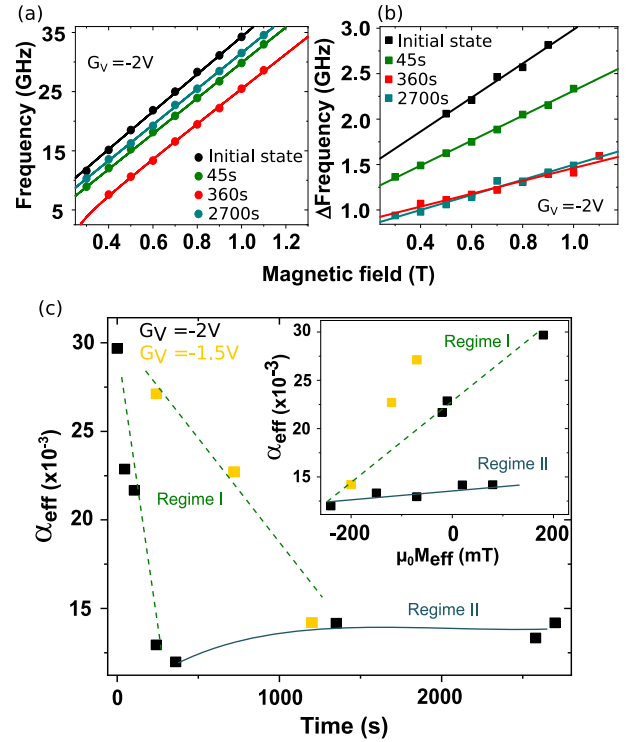 (a)
35
25
15
5
Frequency (GHz)
G_V=-2V
Initial state
45s
360s
2700s
0.4 0.6 0.8 1.0 1.2
(b)
3.0
2.5
2.0
1.5
1.0
ΔFrequency (GHz)
Initial state
45s
360s
2700s
G_V=-2V
0.4 0.6 0.8 1.0
Magnetic field (T)
(c)
30
25
20
15
α_eff (x10^-3)
G_V=-2V
G_V=-1.5V
Regime I
Regime II
0 1000 2000
Time (s)
30
25
20
15
α_eff (x10^-3)
Regime I
Regime II
-200 0 200
μ₀M_eff (mT)